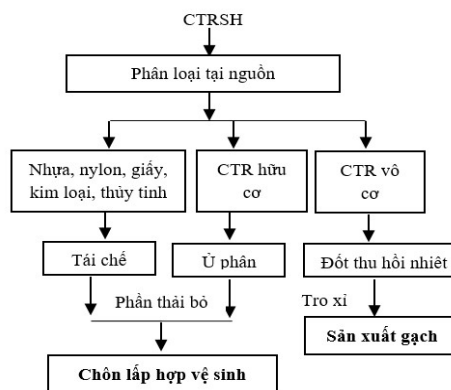 CTRSH
Phân loại tại nguồn
Nhựa, nylon, giấy,
kim loại, thủy tinh
CTR hữu
cơ
CTR vô
cơ
Tái chế
Ủ phân
Đốt thu hồi nhiêt
Phần thải bỏ
Tro xỉ
Sản xuất gạch
Chôn lấp hợp vệ sinh